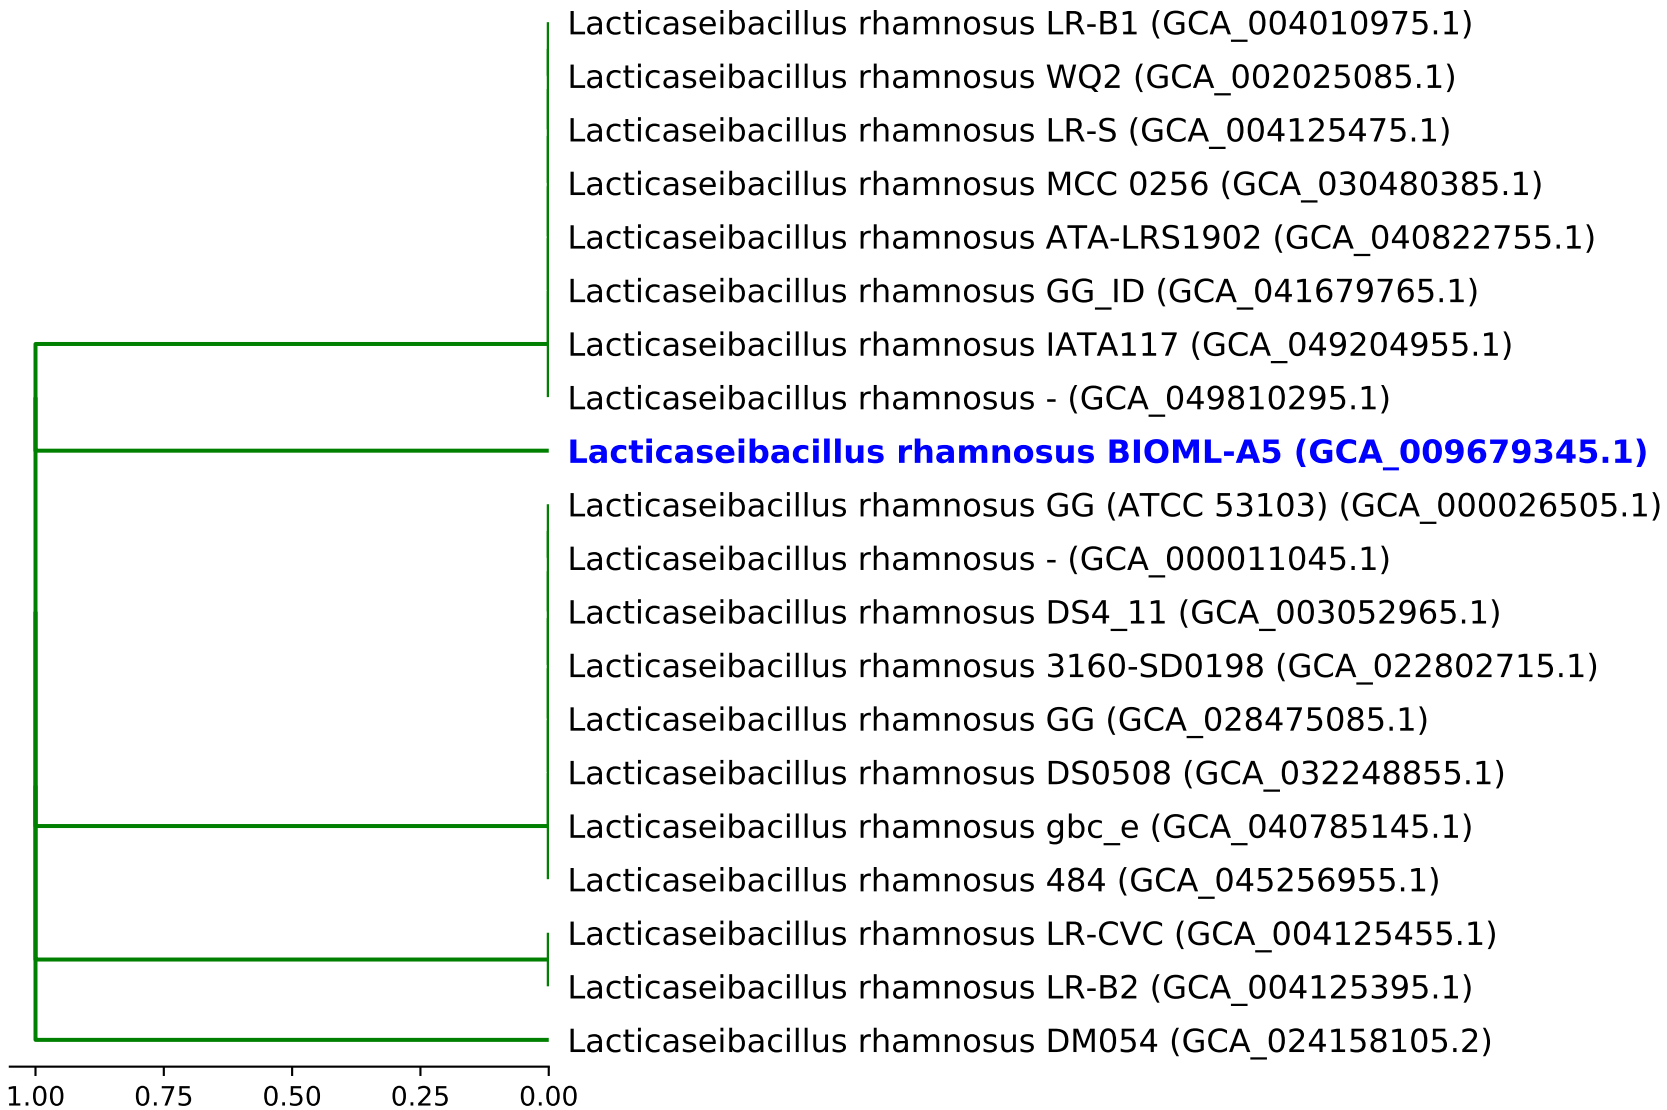 Lacticaseibacillus rhamnosus LR-B1 (GCA_004010975.1)
Lacticaseibacillus rhamnosus WQ2 (GCA_002025085.1)
Lacticaseibacillus rhamnosus LR-S (GCA_004125475.1)
Lacticaseibacillus rhamnosus MCC 0256 (GCA_030480385.1)
Lacticaseibacillus rhamnosus ATA-LRS1902 (GCA_040822755.1)
Lacticaseibacillus rhamnosus GG_ID (GCA_041679765.1)
Lacticaseibacillus rhamnosus IATA117 (GCA_049204955.1)
Lacticaseibacillus rhamnosus - (GCA_049810295.1)
Lacticaseibacillus rhamnosus BIOML-A5 (GCA_009679345.1)
Lacticaseibacillus rhamnosus GG (ATCC 53103) (GCA_000026505.1)
Lacticaseibacillus rhamnosus - (GCA_000011045.1)
Lacticaseibacillus rhamnosus DS4_11 (GCA_003052965.1)
Lacticaseibacillus rhamnosus 3160-SD0198 (GCA_022802715.1)
Lacticaseibacillus rhamnosus GG (GCA_028475085.1)
Lacticaseibacillus rhamnosus DS0508 (GCA_032248855.1)
Lacticaseibacillus rhamnosus gbc_e (GCA_040785145.1)
Lacticaseibacillus rhamnosus 484 (GCA_045256955.1)
Lacticaseibacillus rhamnosus LR-CVC (GCA_004125455.1)
Lacticaseibacillus rhamnosus LR-B2 (GCA_004125395.1)
Lacticaseibacillus rhamnosus DM054 (GCA_024158105.2)
1.00 0.75 0.50 0.25 0.00